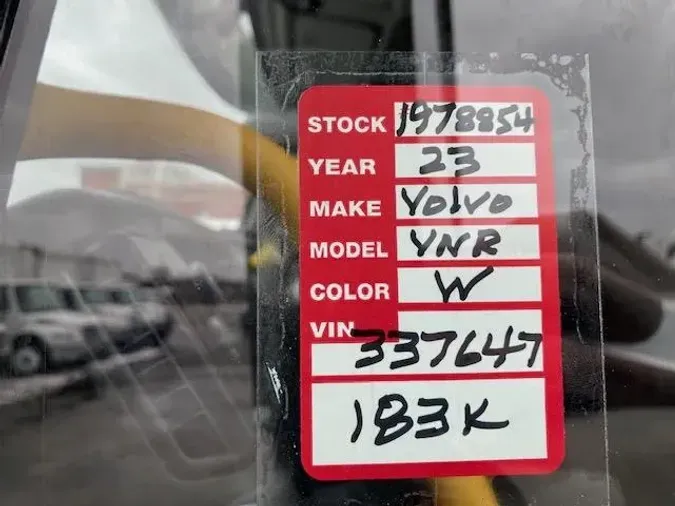 STOCK 1978854
YEAR 23
MAKE Volvo
MODEL VNR
COLOR W
VIN
337647
183K